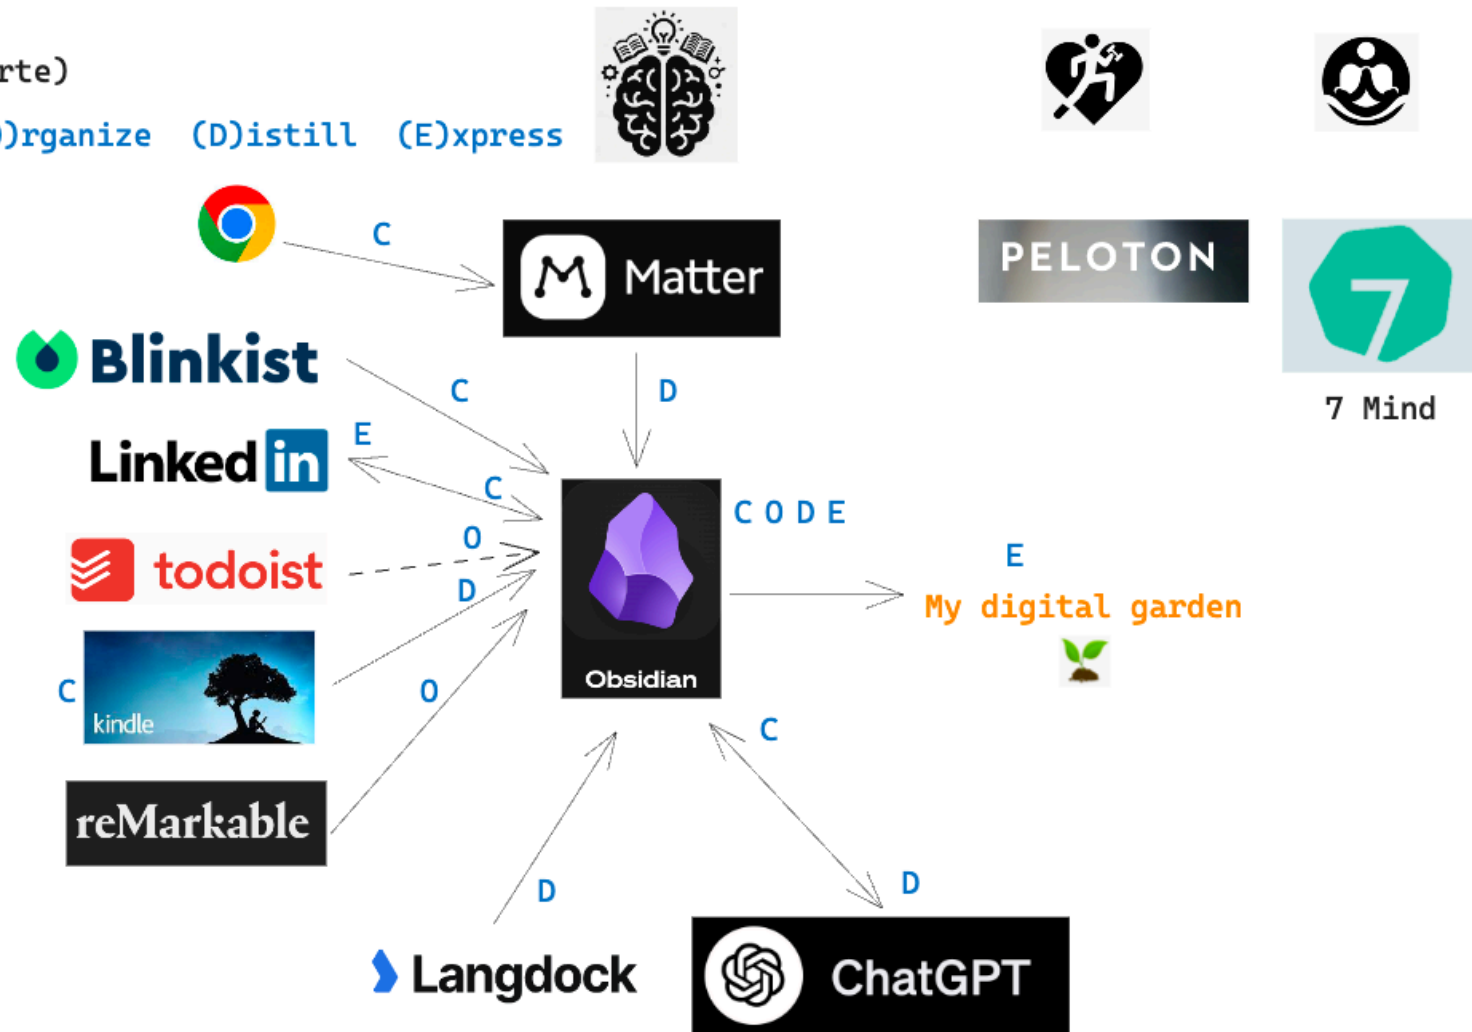 rte)
)rganize (D)istill (E)xpress
C
Matter
PELOTON
7
Blinkist
C
D
7 Mind
Linked in
E
C
C O D E
todoist
O
E
D
My digital garden
C
kindle
O
Obsidian
C
reMarkable
D
D
Langdock
ChatGPT